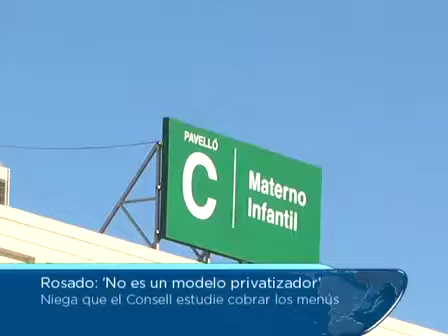 PAVELLÓ
C
Materno
Infantil
Rosado: 'No es un modelo privatizador'
Niega que el Consell estudie cobrar los menús